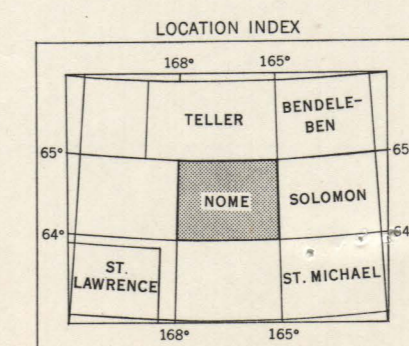 LOCATION INDEX
168° 165°
TELLER
BENDELE-
BEN
65° 65
NOME
SOLOMON
64° 64
ST.
LAWRENCE
ST. MICHAEL
168° 165°